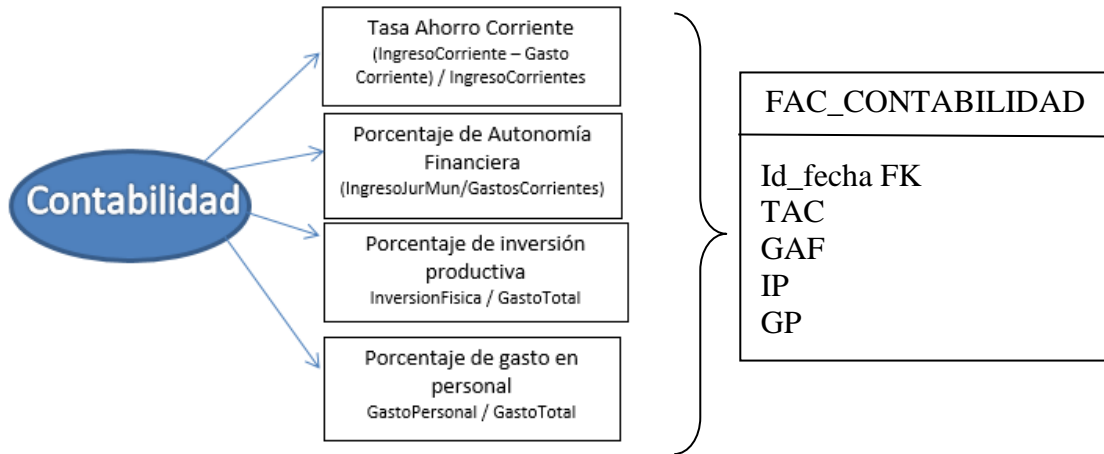 Contabilidad
Tasa Ahorro Corriente
(IngresoCorriente – Gasto
Corriente) / IngresoCorrientes
Porcentaje de Autonomía
Financiera
(IngresoJurMun/GastosCorrientes)
Porcentaje de inversión
productiva
InversionFisica / GastoTotal
Porcentaje de gasto en
personal
GastoPersonal / GastoTotal
FAC_CONTABILIDAD
Id_fecha FK
TAC
GAF
IP
GP